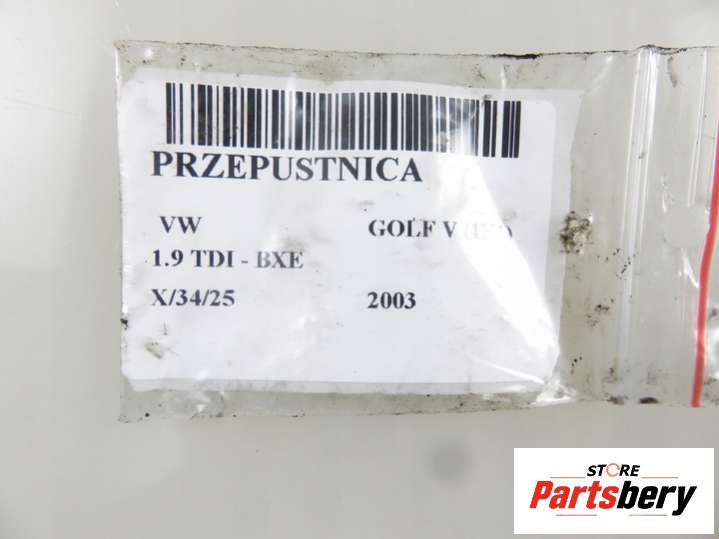 PRZEPUSTNICA
VW GOLF V
1.9 TDI - BXE
X/34/25 2003
STORE
Partsbery